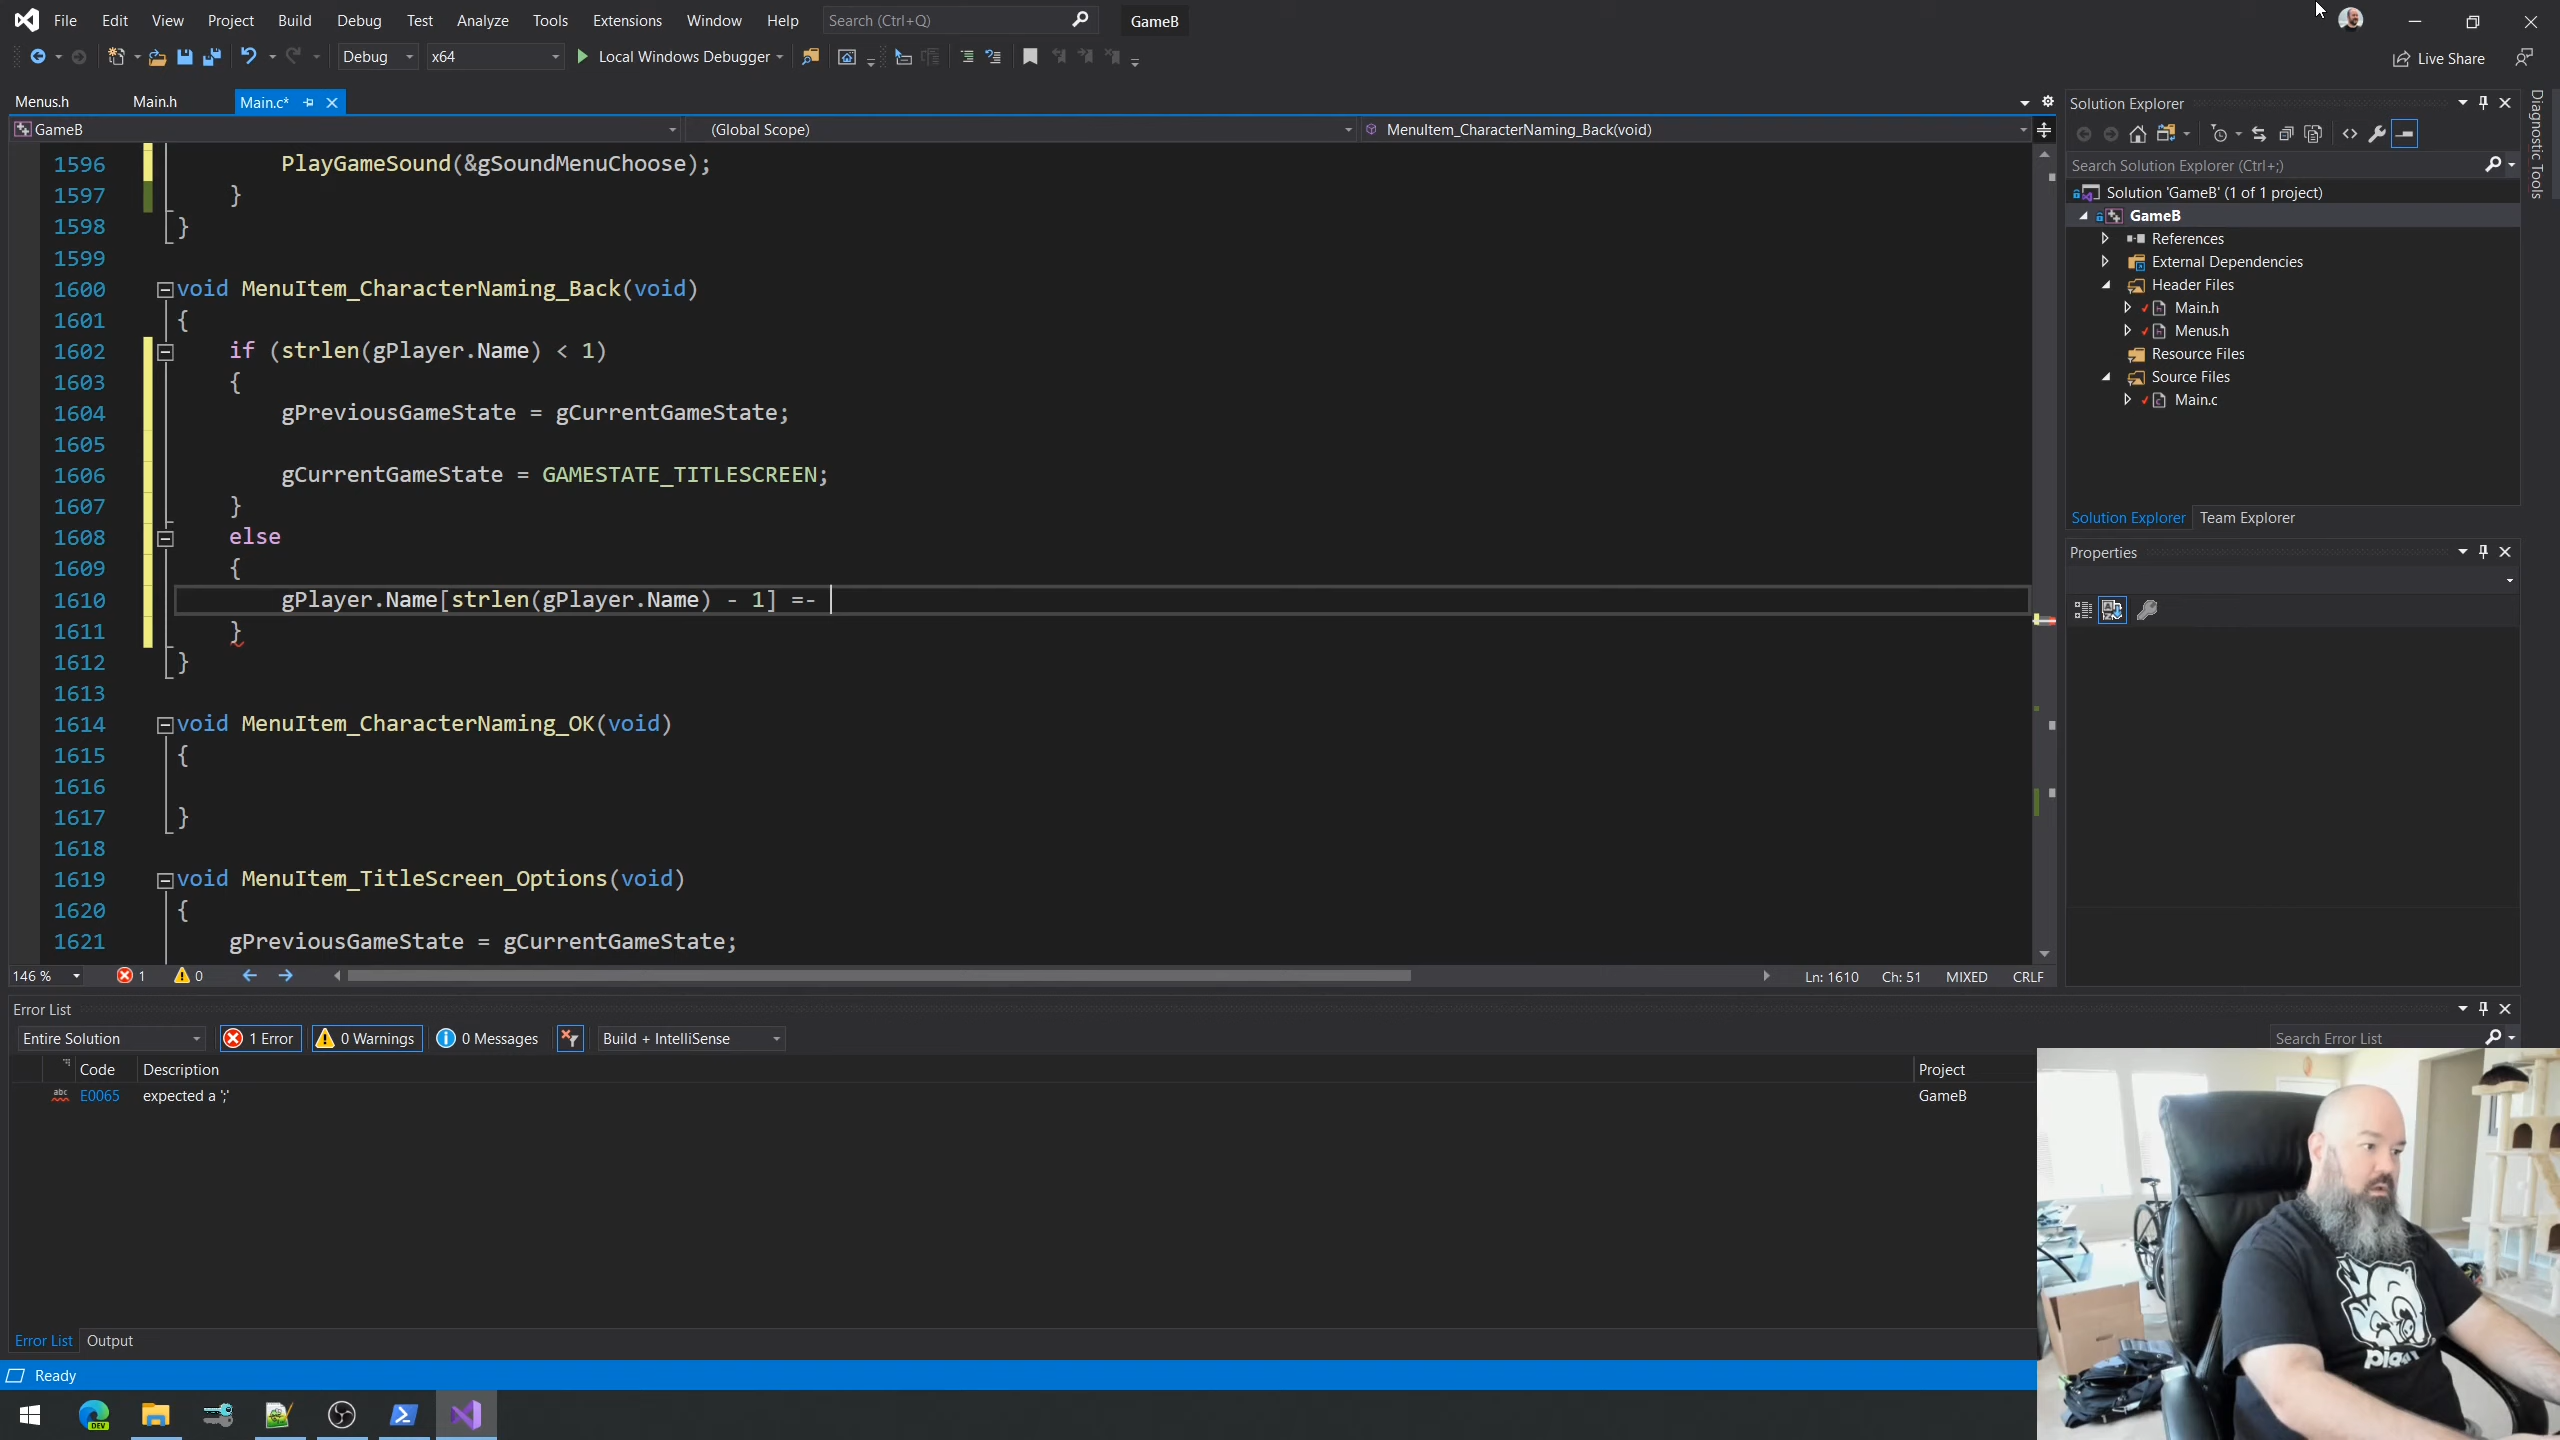 File Edit View Project Build Debug Test Analyze Tools Extensions Window Help Search (Ctrl+Q) GameB
Debug x64 Local Windows Debugger Live Share
Menus.h Main.h Main.c*
GameB (Global Scope) MenuItem_CharacterNaming_Back(void)
1596 PlayGameSound(&gSoundMenuChoose);
1597 }
1598 }
1599
1600 void MenuItem_CharacterNaming_Back(void)
1601 {
1602 if (strlen(gPlayer.Name) < 1)
1603 {
1604 gPreviousGameState = gCurrentGameState;
1605
1606 gCurrentGameState = GAMESTATE_TITLESCREEN;
1607 }
1608 else
1609 {
1610 gPlayer.Name[strlen(gPlayer.Name) - 1] =-
1611 }
1612 }
1613
1614 void MenuItem_CharacterNaming_OK(void)
1615 {
1616
1617 }
1618
1619 void MenuItem_TitleScreen_Options(void)
1620 {
1621 gPreviousGameState = gCurrentGameState;
146 % 1 0 Ln: 1610 Ch: 51 MIXED CRLF
Solution Explorer
Search Solution Explorer (Ctrl+;)
Solution 'GameB' (1 of 1 project)
GameB
References
External Dependencies
Header Files
Main.h
Menus.h
Resource Files
Source Files
Main.c
Solution Explorer Team Explorer
Properties
Diagnostic Tools
Error List
Entire Solution 1 Error 0 Warnings 0 Messages Build + IntelliSense Search Error List
Code Description Project
abc E0065 expected a ';' GameB
Error List Output
Ready
DEV